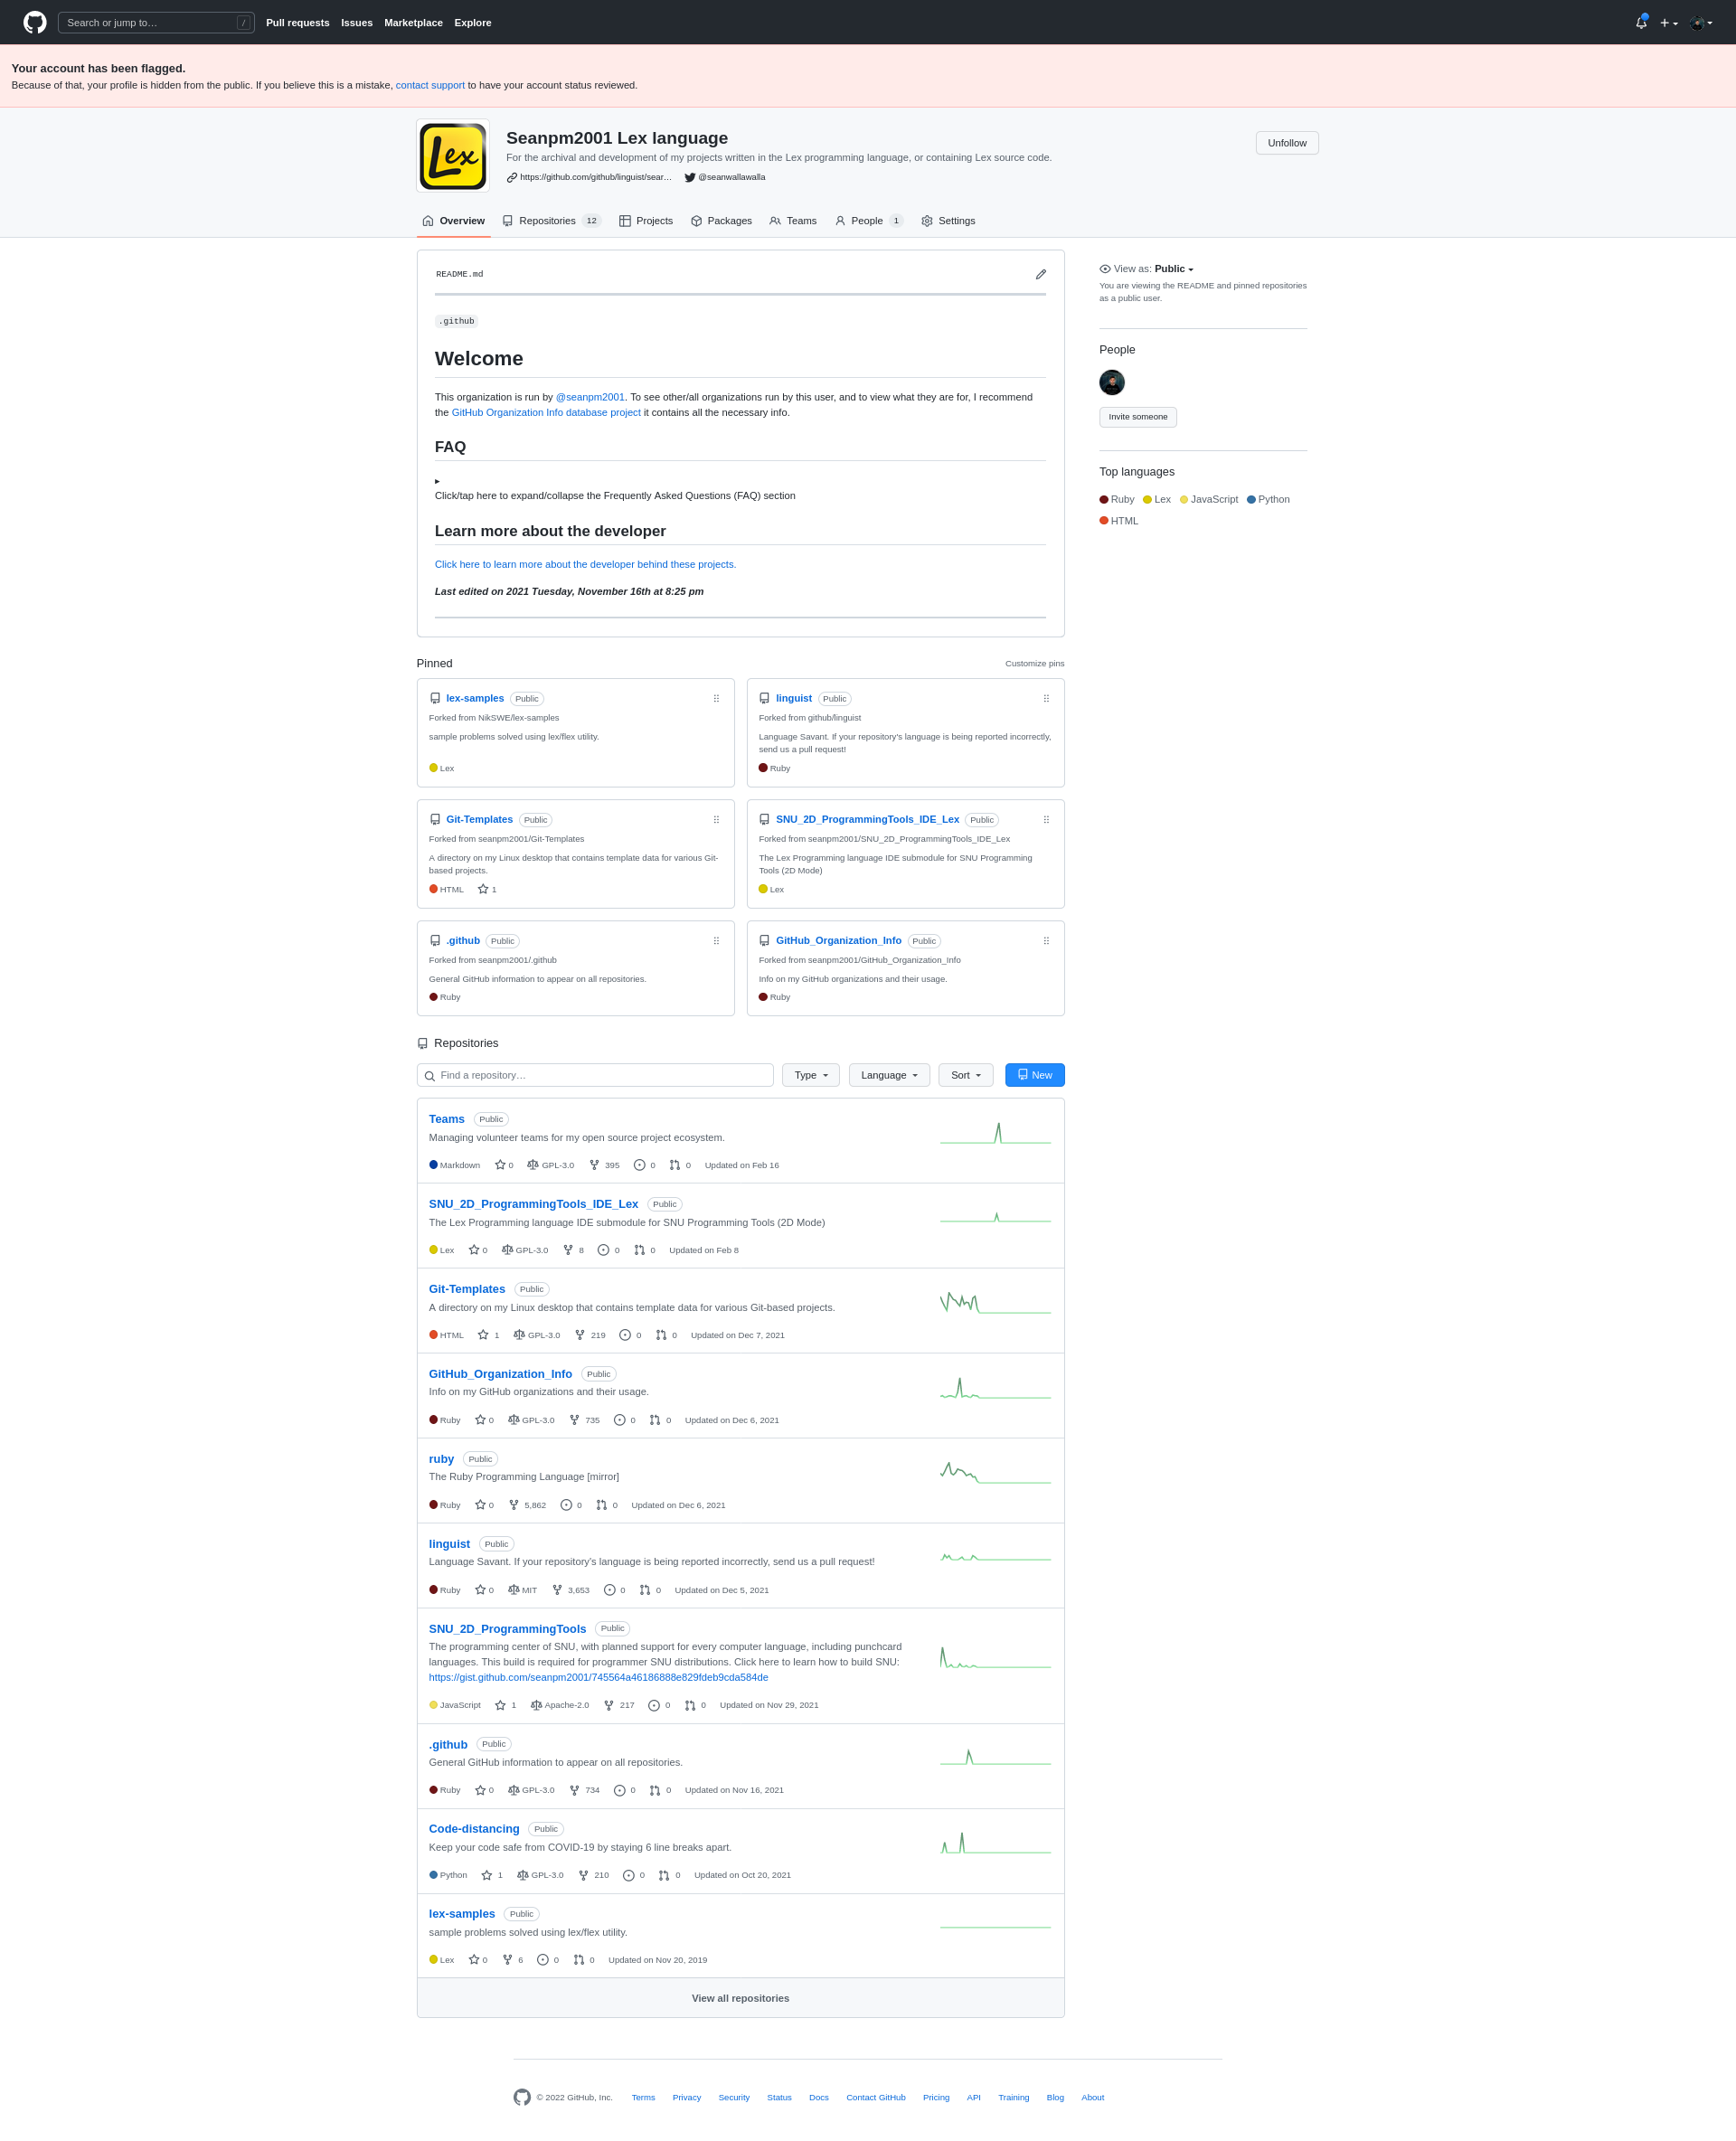 Search or jump to…
/
Pull requests
Issues
Marketplace
Explore
Your account has been flagged.
Because of that, your profile is hidden from the public. If you believe this is a mistake, contact support to have your account status reviewed.
Lex
Seanpm2001 Lex language
For the archival and development of my projects written in the Lex programming language, or containing Lex source code.
https://github.com/github/linguist/sear… @seanwallawalla
Unfollow
Overview Repositories 12 Projects Packages Teams People 1 Settings
README.md
.github
Welcome
This organization is run by @seanpm2001. To see other/all organizations run by this user, and to view what they are for, I recommend
the GitHub Organization Info database project it contains all the necessary info.
FAQ
Click/tap here to expand/collapse the Frequently Asked Questions (FAQ) section
Learn more about the developer
Click here to learn more about the developer behind these projects.
Last edited on 2021 Tuesday, November 16th at 8:25 pm
View as: Public
You are viewing the README and pinned repositories
as a public user.
People
Invite someone
Top languages
Ruby Lex JavaScript Python
HTML
Pinned
Customize pins
lex-samples Public
Forked from NikSWE/lex-samples
sample problems solved using lex/flex utility.
Lex
linguist Public
Forked from github/linguist
Language Savant. If your repository's language is being reported incorrectly,
send us a pull request!
Ruby
Git-Templates Public
Forked from seanpm2001/Git-Templates
A directory on my Linux desktop that contains template data for various Git-
based projects.
HTML 1
SNU_2D_ProgrammingTools_IDE_Lex Public
Forked from seanpm2001/SNU_2D_ProgrammingTools_IDE_Lex
The Lex Programming language IDE submodule for SNU Programming
Tools (2D Mode)
Lex
.github Public
Forked from seanpm2001/.github
General GitHub information to appear on all repositories.
Ruby
GitHub_Organization_Info Public
Forked from seanpm2001/GitHub_Organization_Info
Info on my GitHub organizations and their usage.
Ruby
Repositories
Find a repository…
Type Language Sort New
Teams Public
Managing volunteer teams for my open source project ecosystem.
Markdown 0 GPL-3.0 395 0 0 Updated on Feb 16
SNU_2D_ProgrammingTools_IDE_Lex Public
The Lex Programming language IDE submodule for SNU Programming Tools (2D Mode)
Lex 0 GPL-3.0 8 0 0 Updated on Feb 8
Git-Templates Public
A directory on my Linux desktop that contains template data for various Git-based projects.
HTML 1 GPL-3.0 219 0 0 Updated on Dec 7, 2021
GitHub_Organization_Info Public
Info on my GitHub organizations and their usage.
Ruby 0 GPL-3.0 735 0 0 Updated on Dec 6, 2021
ruby Public
The Ruby Programming Language [mirror]
Ruby 0 5,862 0 0 Updated on Dec 6, 2021
linguist Public
Language Savant. If your repository's language is being reported incorrectly, send us a pull request!
Ruby 0 MIT 3,653 0 0 Updated on Dec 5, 2021
SNU_2D_ProgrammingTools Public
The programming center of SNU, with planned support for every computer language, including punchcard
languages. This build is required for programmer SNU distributions. Click here to learn how to build SNU:
https://gist.github.com/seanpm2001/745564a46186888e829fdeb9cda584de
JavaScript 1 Apache-2.0 217 0 0 Updated on Nov 29, 2021
.github Public
General GitHub information to appear on all repositories.
Ruby 0 GPL-3.0 734 0 0 Updated on Nov 16, 2021
Code-distancing Public
Keep your code safe from COVID-19 by staying 6 line breaks apart.
Python 1 GPL-3.0 210 0 0 Updated on Oct 20, 2021
lex-samples Public
sample problems solved using lex/flex utility.
Lex 0 6 0 0 Updated on Nov 20, 2019
View all repositories
© 2022 GitHub, Inc. Terms Privacy Security Status Docs Contact GitHub Pricing API Training Blog About